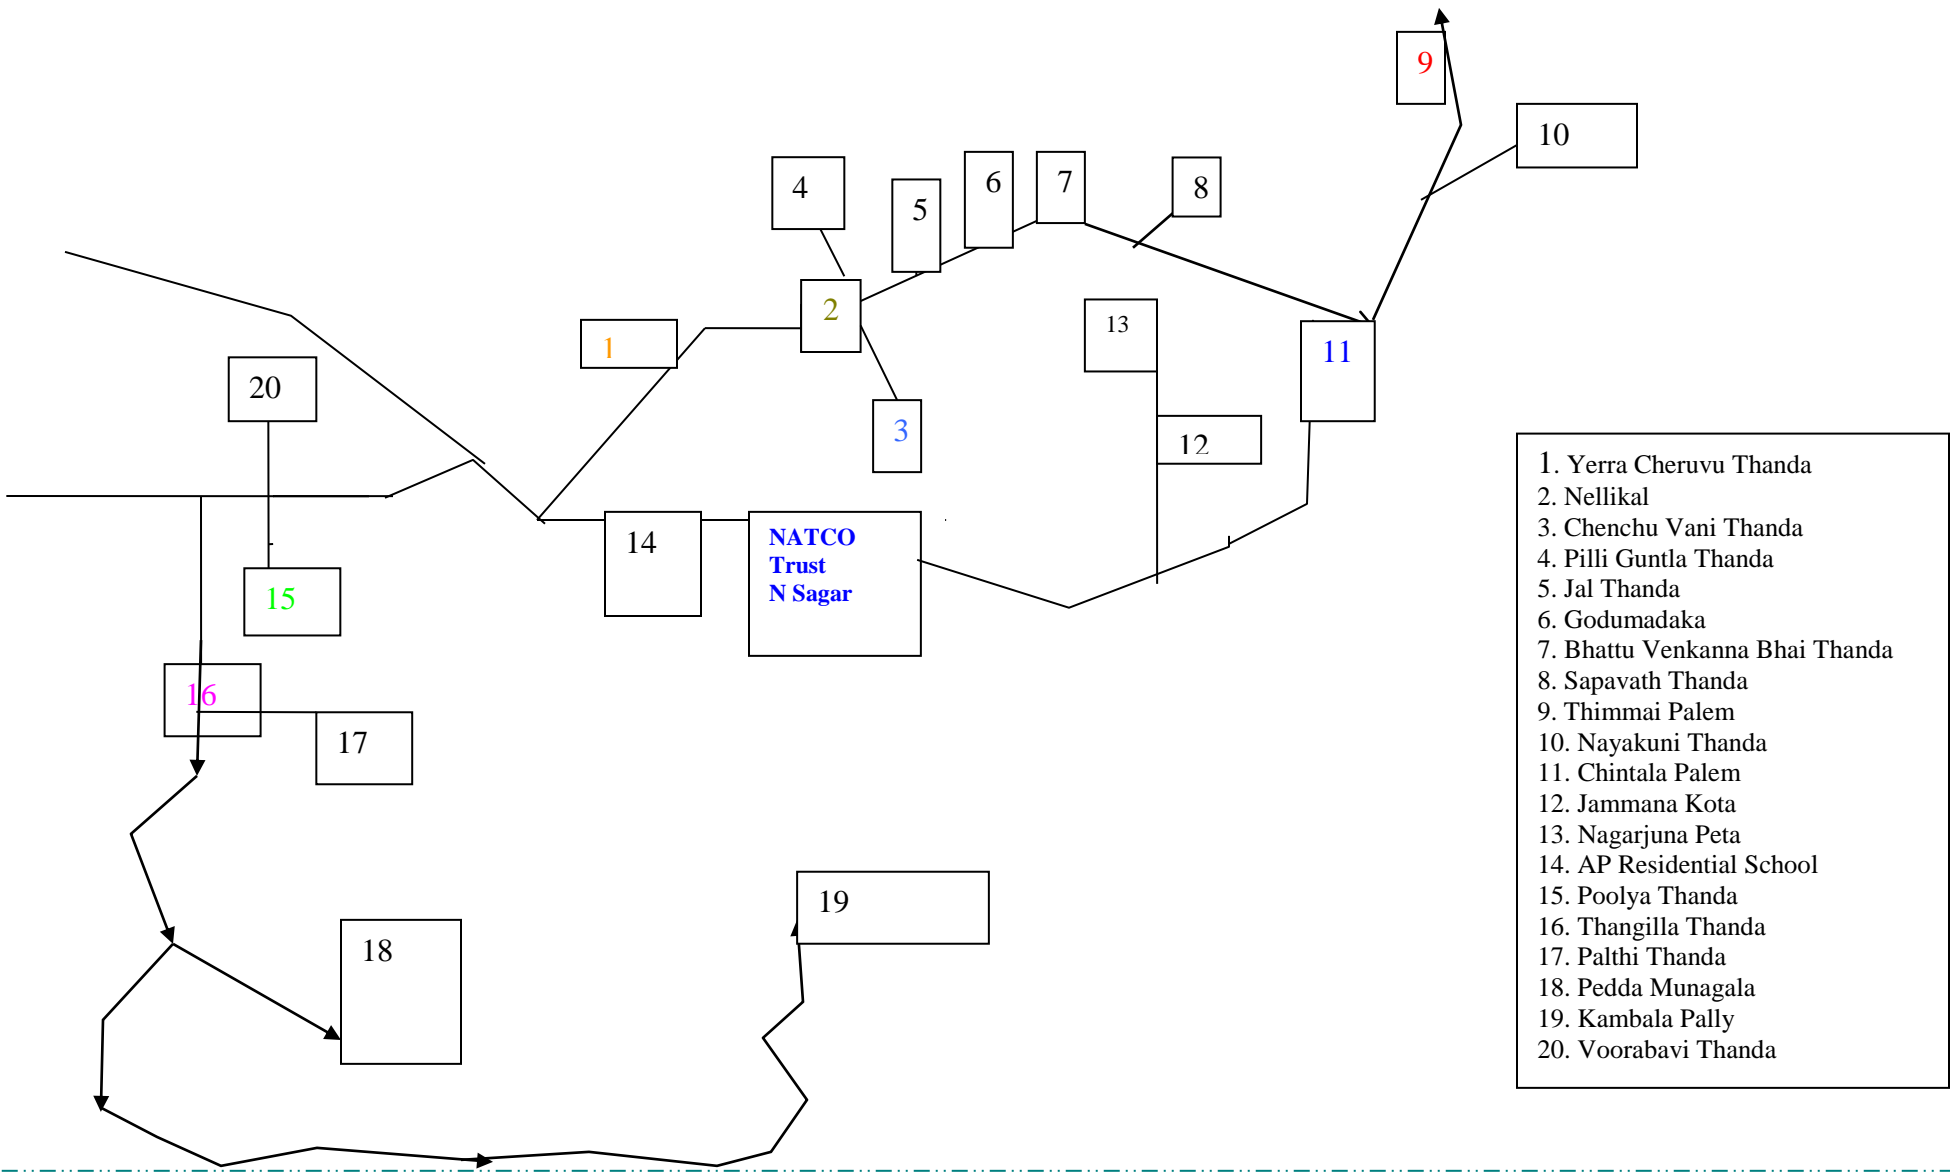 9
10
4
5
6
7
8
2
1
13
11
20
3
12
14
NATCO
Trust
N Sagar
15
16
17
18
19
1. Yerra Cheruvu Thanda
2. Nellikal
3. Chenchu Vani Thanda
4. Pilli Guntla Thanda
5. Jal Thanda
6. Godumadaka
7. Bhattu Venkanna Bhai Thanda
8. Sapavath Thanda
9. Thimmai Palem
10. Nayakuni Thanda
11. Chintala Palem
12. Jammana Kota
13. Nagarjuna Peta
14. AP Residential School
15. Poolya Thanda
16. Thangilla Thanda
17. Palthi Thanda
18. Pedda Munagala
19. Kambala Pally
20. Voorabavi Thanda